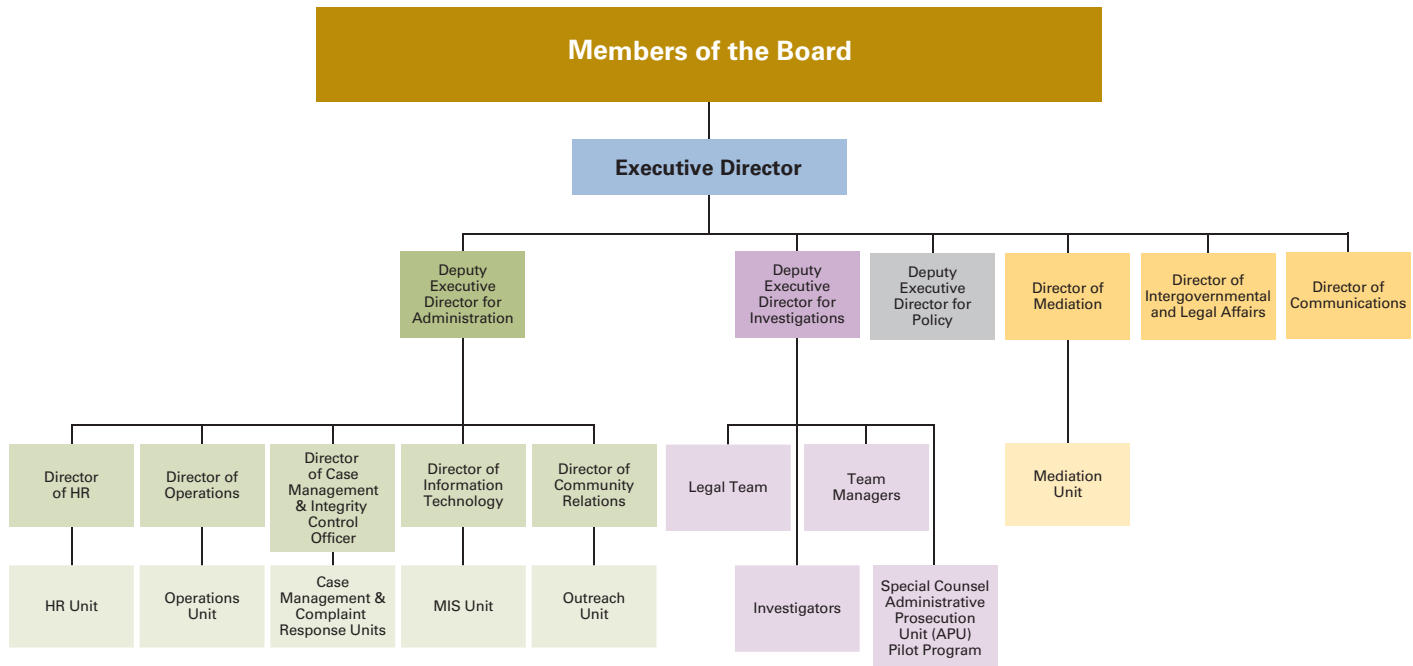 Members of the Board
Executive Director
Deputy
Executive
Director for
Administration
Deputy
Executive
Director for
Investigations
Deputy
Executive
Director for
Policy
Director of
Mediation
Director of
Intergovernmental
and Legal Affairs
Director of
Communications
Director
of HR
Director of
Operations
Director
of Case
Management
& Integrity
Control
Officer
Director of
Information
Technology
Director of
Community
Relations
Legal Team
Team
Managers
Mediation
Unit
HR Unit
Operations
Unit
Case
Management &
Complaint
Response Units
MIS Unit
Outreach
Unit
Investigators
Special Counsel
Administrative
Prosecution
Unit (APU)
Pilot Program